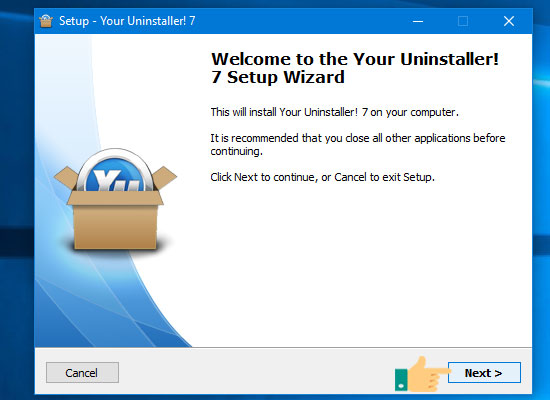 Setup - Your Uninstaller! 7
Welcome to the Your Uninstaller!
7 Setup Wizard
This will install Your Uninstaller! 7 on your computer.
It is recommended that you close all other applications before
continuing.
Click Next to continue, or Cancel to exit Setup.
Yu
Cancel
Next >